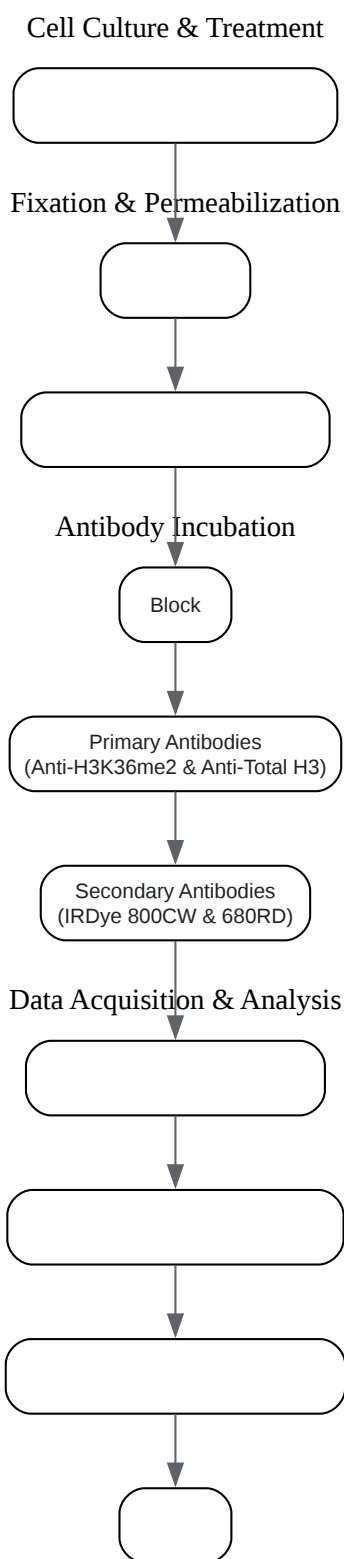 Cell Culture & Treatment
Fixation & Permeabilization
Antibody Incubation
Block
Primary Antibodies
(Anti-H3K36me2 & Anti-Total H3)
Secondary Antibodies
(IRDye 800CW & 680RD)
Data Acquisition & Analysis